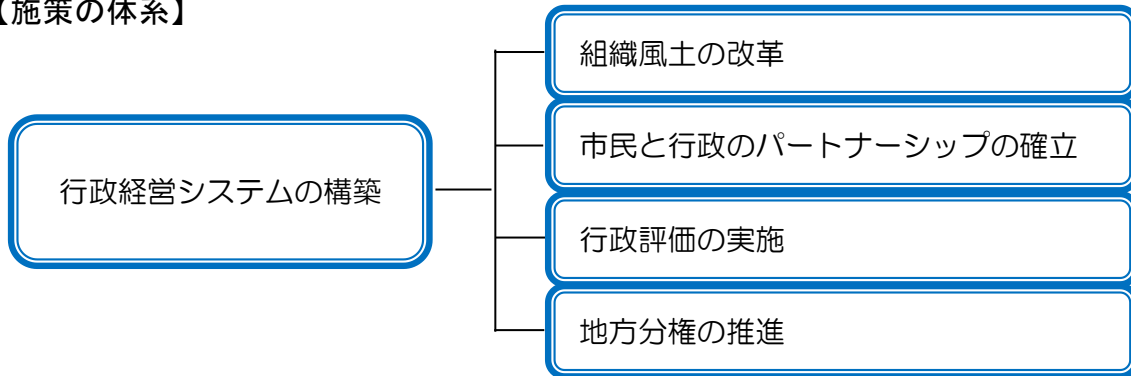 【施策の体系】
組織風土の改革
市民と行政のパートナーシップの確立
行政経営システムの構築
行政評価の実施
地方分権の推進